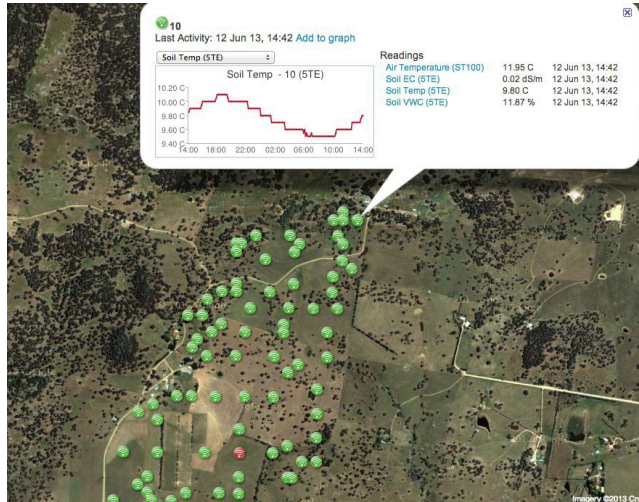 10
Last Activity: 12 Jun 13, 14:42 Add to graph
Soil Temp (5TE)
Soil Temp - 10 (5TE)
10.20 C
10.00 C
9.80 C
9.60 C
9.40 C
14:00 18:00 22:00 02:00 06:00 10:00 14:00
Readings
Air Temperature (ST100) 11.95 C 12 Jun 13, 14:42
Soil EC (5TE) 0.02 dS/m 12 Jun 13, 14:42
Soil Temp (5TE) 9.80 C 12 Jun 13, 14:42
Soil VWC (5TE) 11.87 % 12 Jun 13, 14:42
Imagery ©2013 Cn